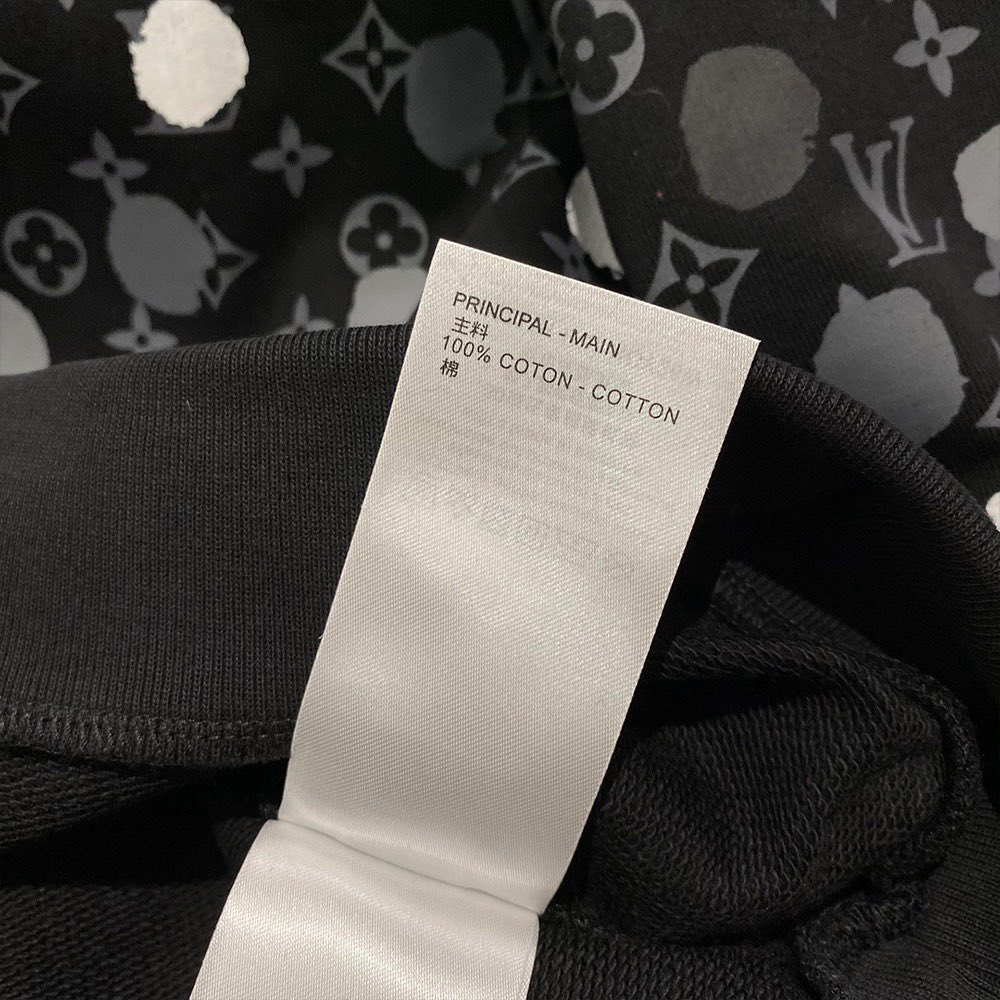 PRINCIPAL - MAIN
主料
100% COTON - COTTON
棉